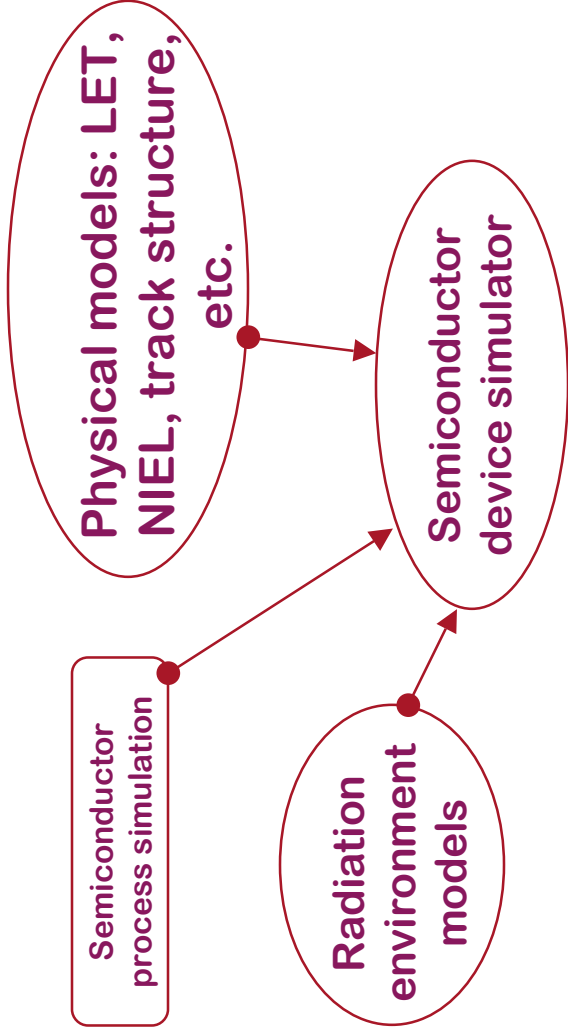 Semiconductor
process simulation
Physical models: LET,
NIEL, track structure,
etc.
Radiation
environment
models
Semiconductor
device simulator